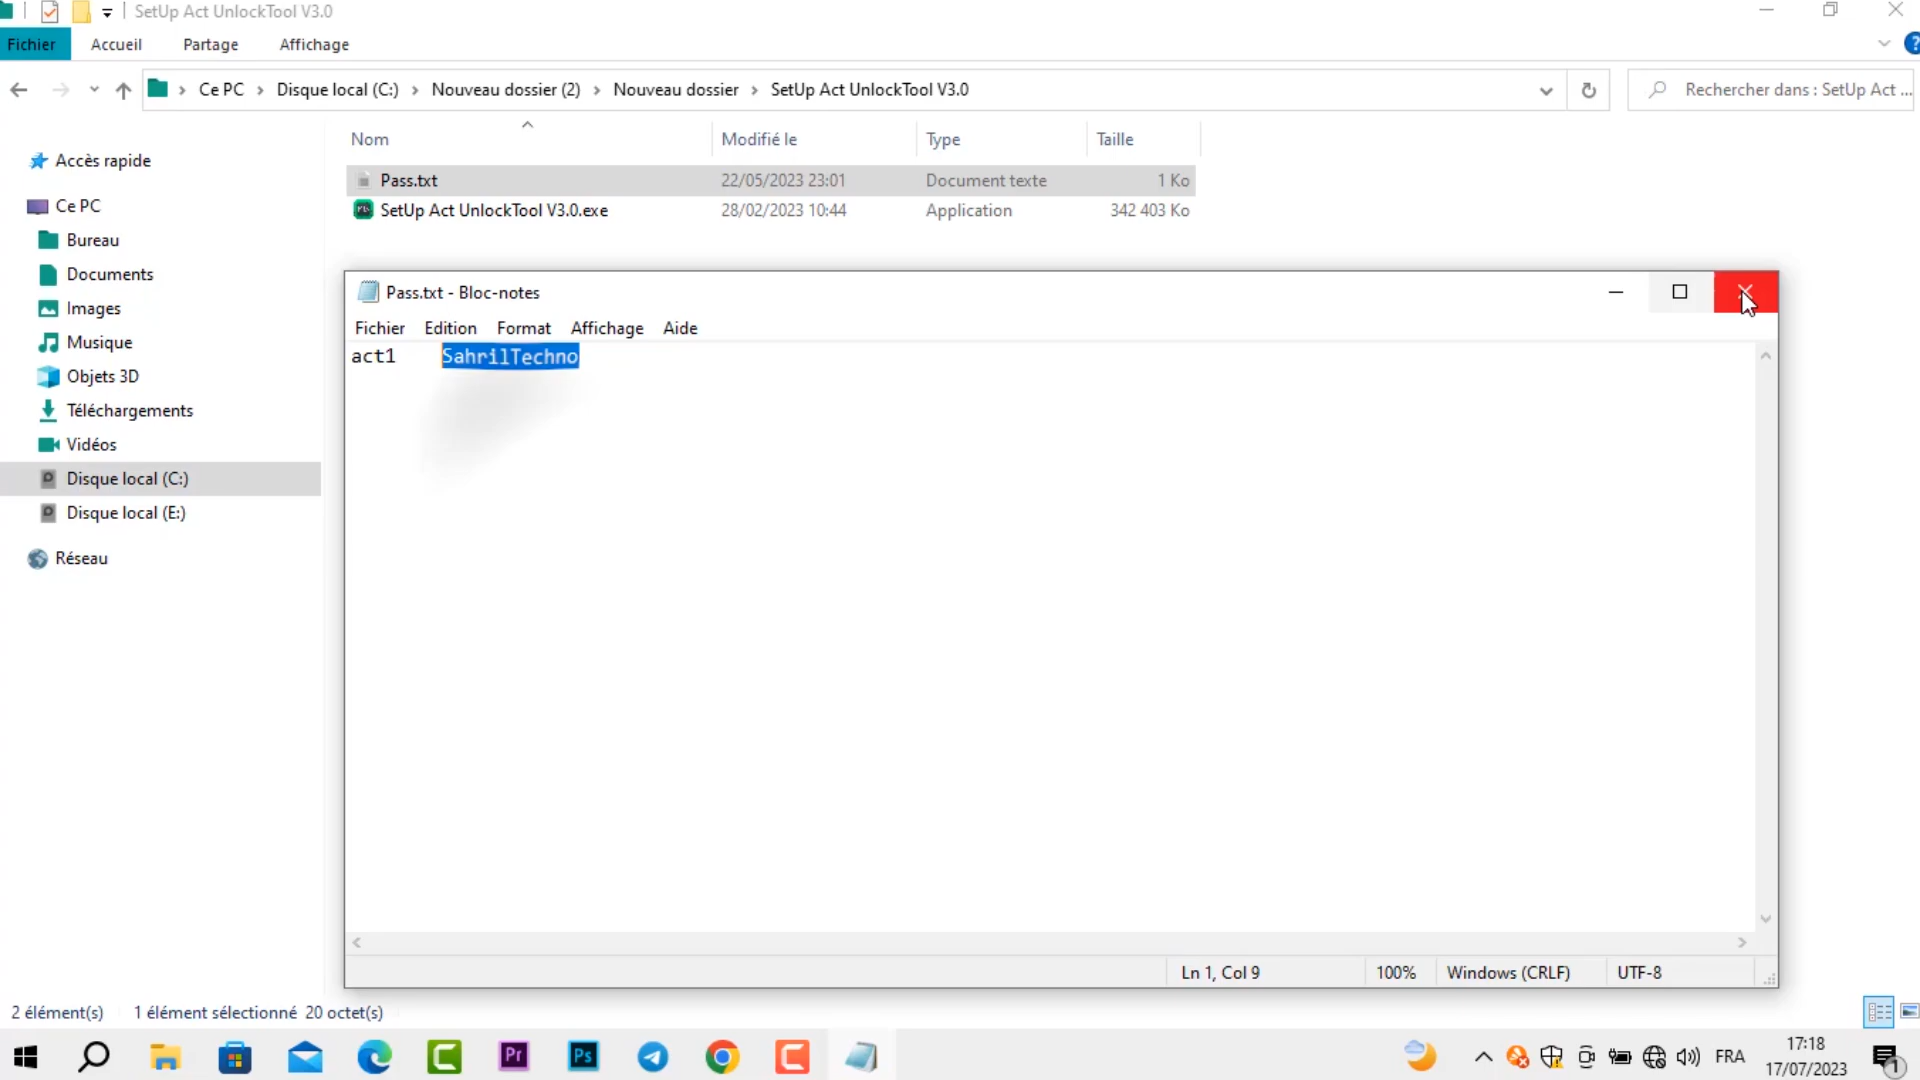 SetUp Act UnlockTool V3.0
Fichier Accueil Partage Affichage
Ce PC Disque local (C:) Nouveau dossier (2) Nouveau dossier SetUp Act UnlockTool V3.0
Rechercher dans : SetUp Act ...
Nom Modifié le Type Taille
Pass.txt 22/05/2023 23:01 Document texte 1 Ko
SetUp Act UnlockTool V3.0.exe 28/02/2023 10:44 Application 342 403 Ko
Accès rapide
Ce PC
Bureau
Documents
Images
Musique
Objets 3D
Téléchargements
Vidéos
Disque local (C:)
Disque local (E:)
Réseau
Pass.txt - Bloc-notes
Fichier Edition Format Affichage Aide
act1 SahrilTechno
Ln 1, Col 9 100% Windows (CRLF) UTF-8
2 élément(s) 1 élément sélectionné 20 octet(s)
Pr Ps
FRA
17:18
17/07/2023
1